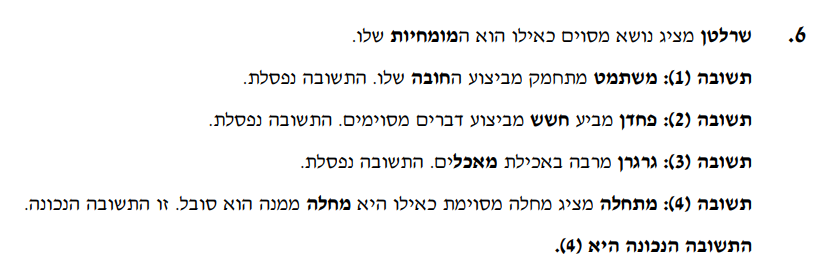 6. שרלטן מציג נושא מסוים כאילו הוא המומחיות שלו.
תשובה (1): משתמט מתחמק מביצוע החובה שלו. התשובה נפסלת.
תשובה (2): פחדן מביע חשש מביצוע דברים מסוימים. התשובה נפסלת.
תשובה (3): גרגרן מרבה באכילת מאכלים. התשובה נפסלת.
תשובה (4): מתחלה מציג מחלה מסוימת כאילו היא מחלה ממנה הוא סובל. זו התשובה הנכונה.
התשובה הנכונה היא (4).